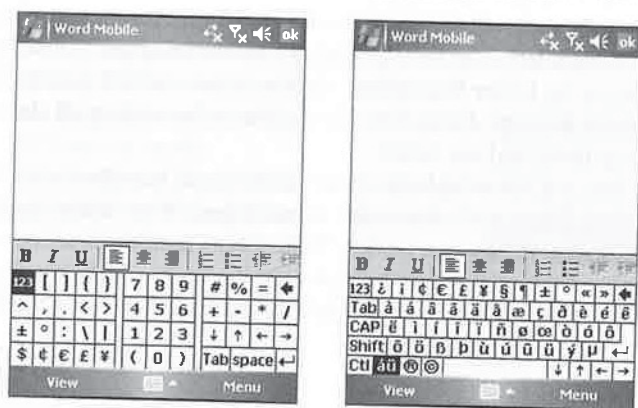 Word Mobile ok
B I U
123 [ ] { } 7 8 9 # % = ←
^ , . < > 4 5 6 + - * /
± ° : \ | 1 2 3 ↓ ↑ ← →
$ ¢ € £ ¥ ( 0 ) Tab space ↵
View Menu
Word Mobile ok
B I U
123 ¿ ¡ ¢ € £ ¥ § ¶ ± ° « » ←
Tab à á â ã ä å æ ç ð è é ê
CAP ë ì í î ï ñ ø œ ò ó ô
Shift õ ö ß þ ù ú û ü ý µ ↵
Ctl áü ® © ↓ ↑ ← →
View Menu